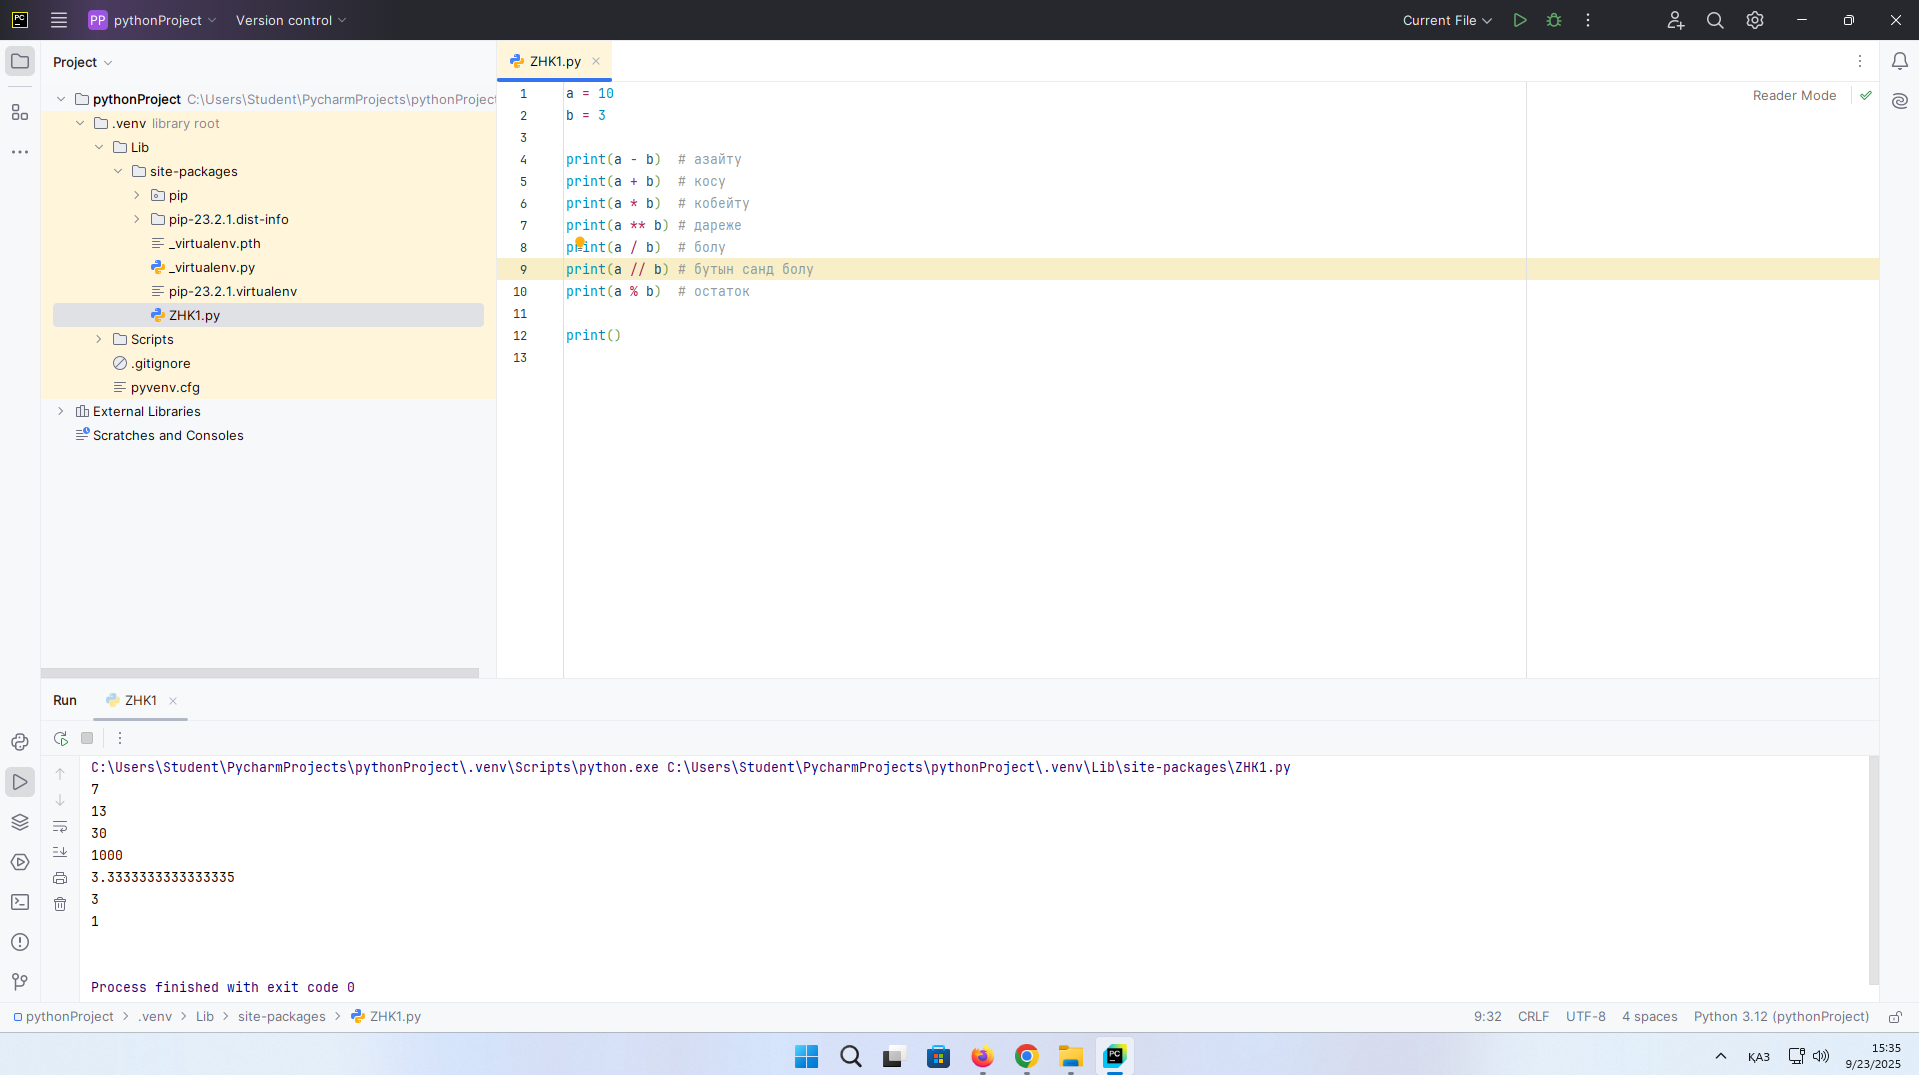 PC
PP pythonProject Version control Current File
Project
ZHK1.py
pythonProject C:\Users\Student\PycharmProjects\pythonProject
.venv library root
Lib
site-packages
pip
pip-23.2.1.dist-info
_virtualenv.pth
_virtualenv.py
pip-23.2.1.virtualenv
ZHK1.py
Scripts
.gitignore
pyvenv.cfg
External Libraries
Scratches and Consoles
Reader Mode
1 a = 10
2 b = 3
3
4 print(a - b)  # азайту
5 print(a + b)  # косу
6 print(a * b)  # кобейту
7 print(a ** b) # дареже
8 print(a / b)  # болу
9 print(a // b) # бутын санд болу
10 print(a % b)  # остаток
11
12 print()
13
Run ZHK1
C:\Users\Student\PycharmProjects\pythonProject\.venv\Scripts\python.exe C:\Users\Student\PycharmProjects\pythonProject\.venv\Lib\site-packages\ZHK1.py
7
13
30
1000
3.3333333333333335
3
1
Process finished with exit code 0
pythonProject > .venv > Lib > site-packages > ZHK1.py 9:32 CRLF UTF-8 4 spaces Python 3.12 (pythonProject)
PC ҚАЗ 15:35
9/23/2025